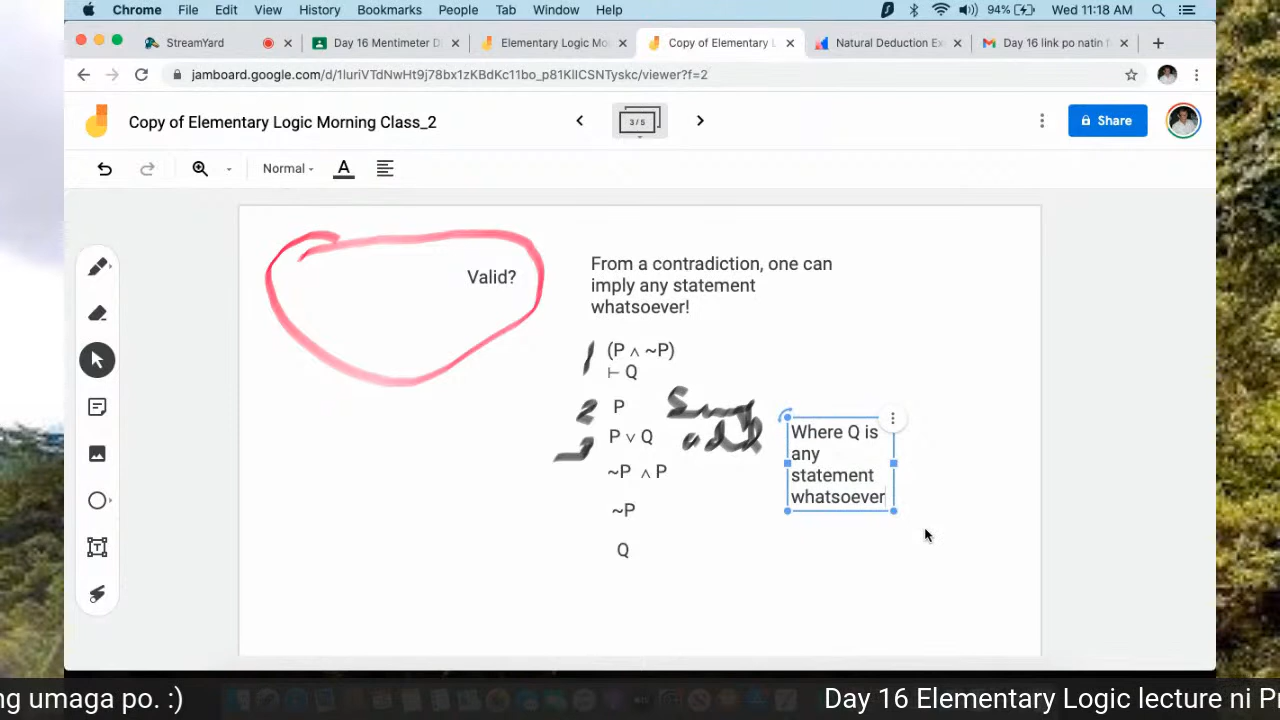 Chrome File Edit View History Bookmarks People Tab Window Help 94% Wed 11:18 AM
StreamYard Day 16 Mentimeter D Elementary Logic Mo Copy of Elementary L Natural Deduction Ex Day 16 link po natin f
jamboard.google.com/d/1luriVTdNwHt9j78bx1zKBdKc11bo_p81KIICSNTyskc/viewer?f=2
Copy of Elementary Logic Morning Class_2 3 / 5 Share
Normal A
Valid?
From a contradiction, one can
imply any statement
whatsoever!
1 (P ∧ ~P)
⊢ Q
2 P
P ∨ Q add
~P ∧ P
~P
Q
Where Q is
any
statement
whatsoever
ng umaga po. :) Day 16 Elementary Logic lecture ni P